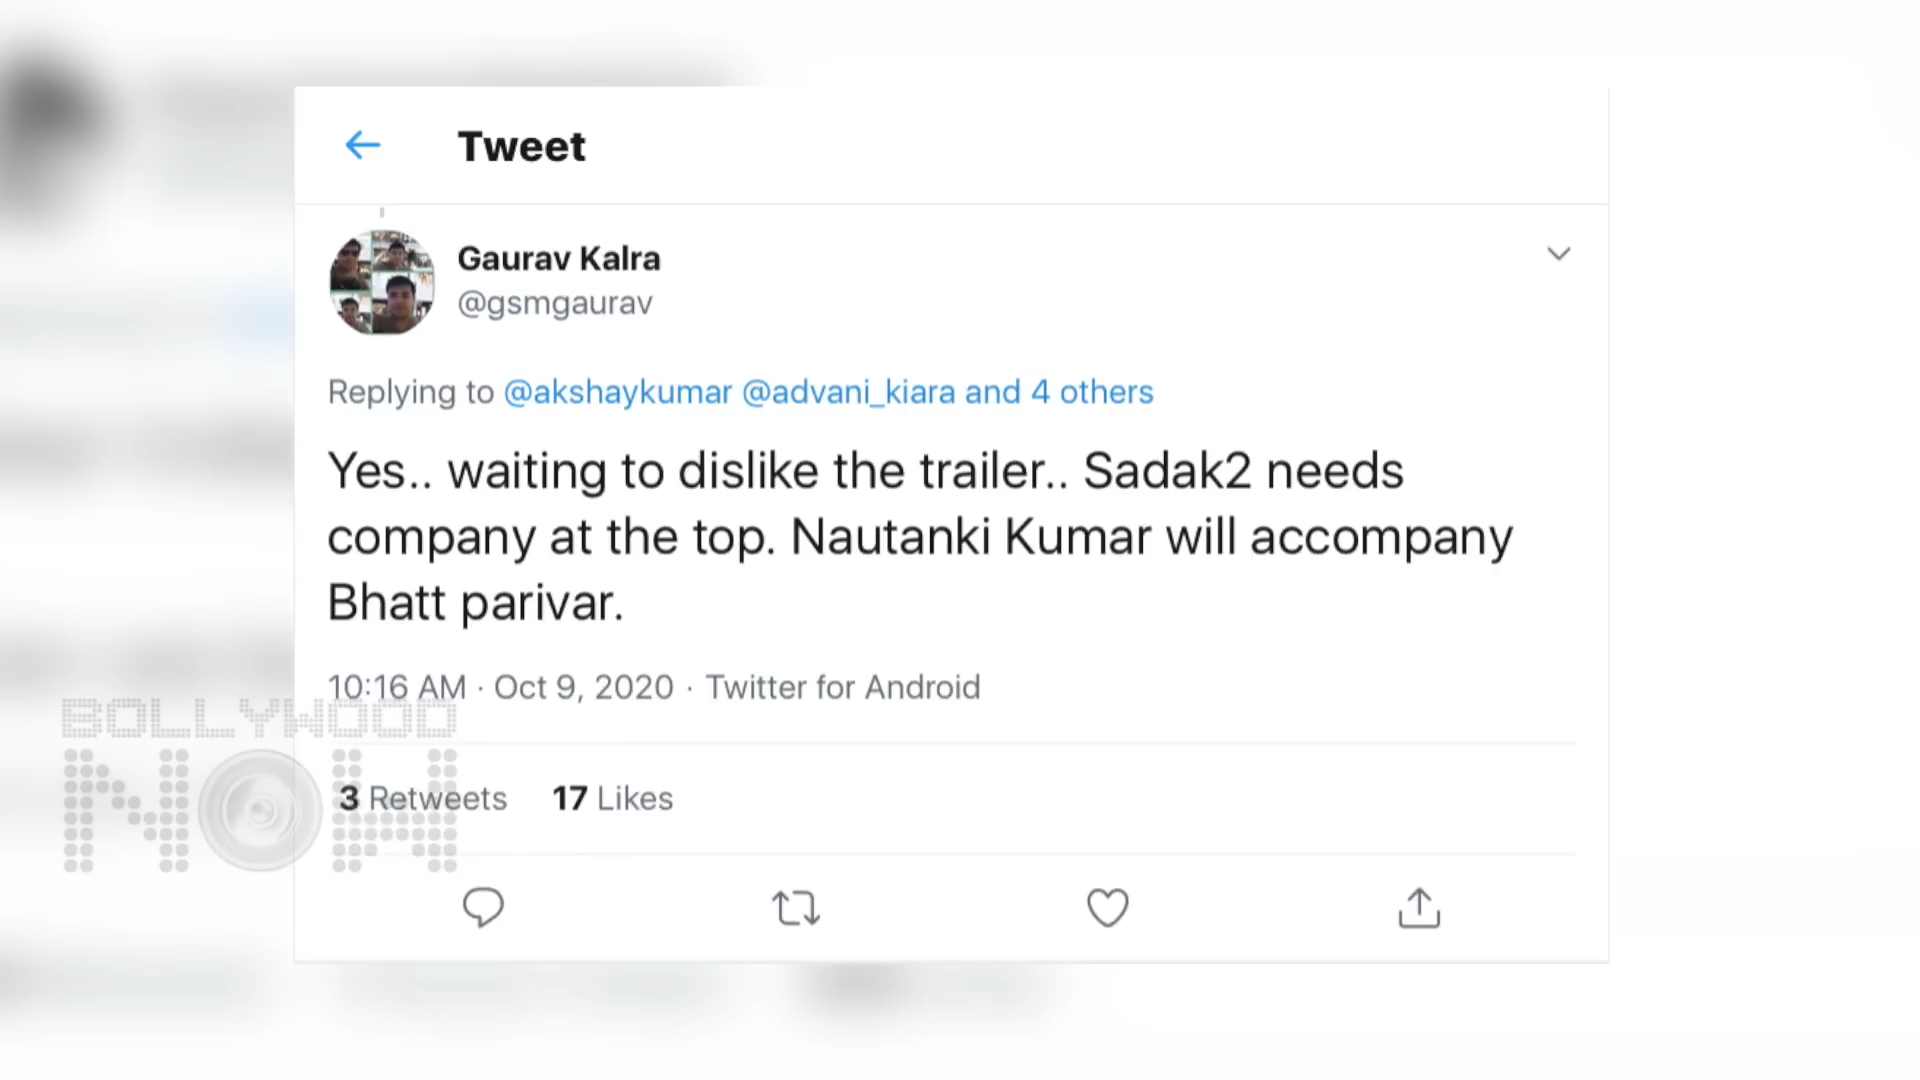 Tweet
Gaurav Kalra
@gsmgaurav
Replying to @akshaykumar @advani_kiara and 4 others
Yes.. waiting to dislike the trailer.. Sadak2 needs
company at the top. Nautanki Kumar will accompany
Bhatt parivar.
10:16 AM · Oct 9, 2020 · Twitter for Android
BOLLYWOOD
NOW
3 Retweets 17 Likes